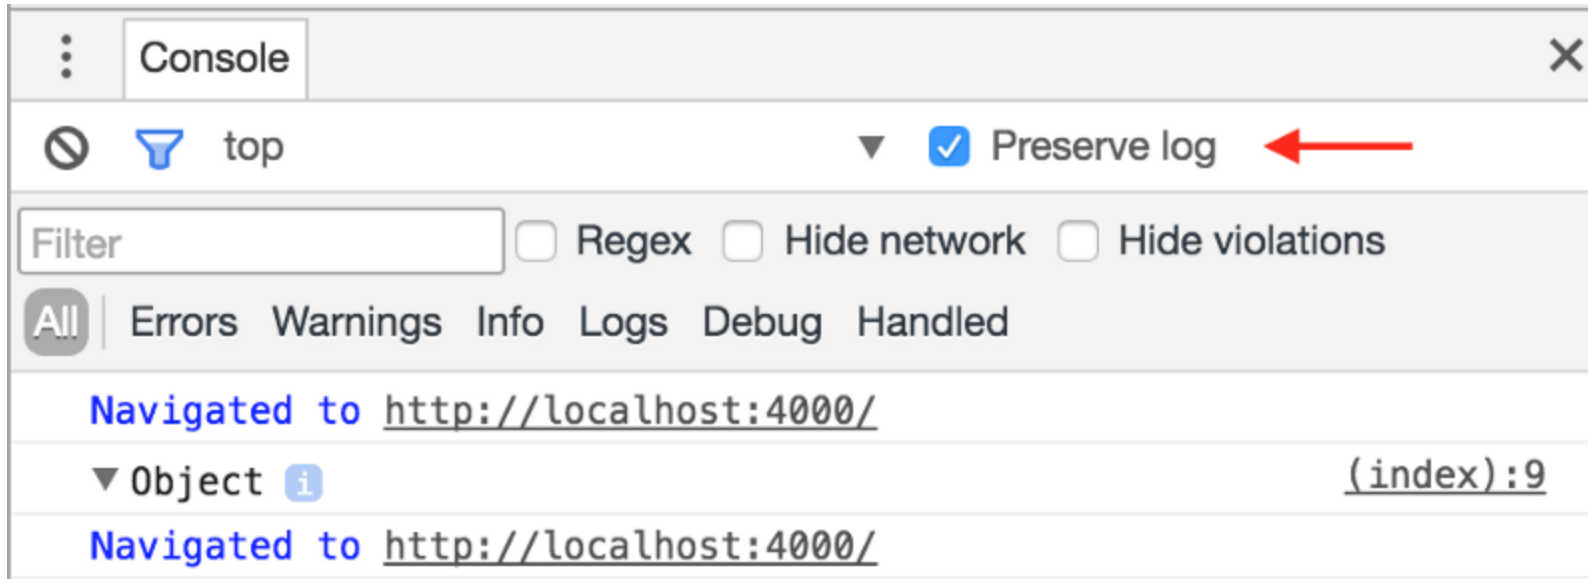 Console
top Preserve log
Filter Regex Hide network Hide violations
All Errors Warnings Info Logs Debug Handled
Navigated to http://localhost:4000/
Object i (index):9
Navigated to http://localhost:4000/